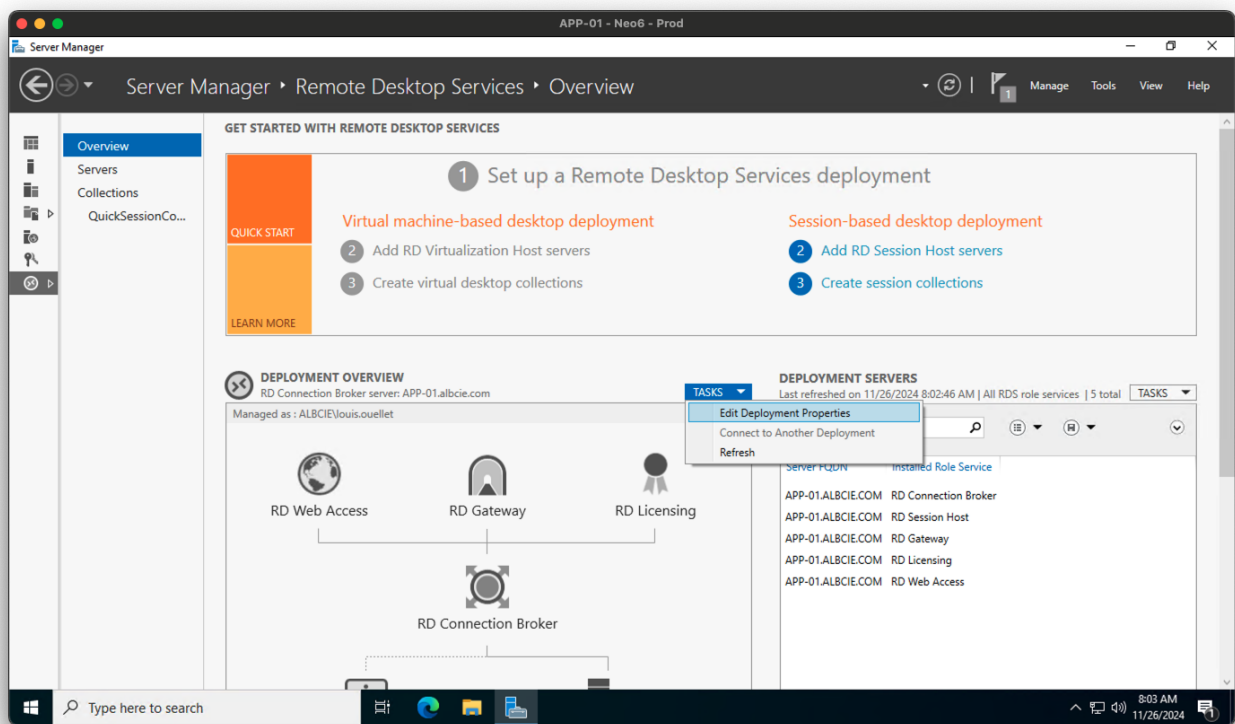 APP-01 - Neo6 - Prod
Server Manager
Server Manager ‣ Remote Desktop Services ‣ Overview
1
Manage
Tools
View
Help
Overview
Servers
Collections
QuickSessionCo...
GET STARTED WITH REMOTE DESKTOP SERVICES
QUICK START
LEARN MORE
1 Set up a Remote Desktop Services deployment
Virtual machine-based desktop deployment
2 Add RD Virtualization Host servers
3 Create virtual desktop collections
Session-based desktop deployment
2 Add RD Session Host servers
3 Create session collections
DEPLOYMENT OVERVIEW
RD Connection Broker server: APP-01.albcie.com
TASKS
Managed as : ALBCIE\louis.ouellet
Edit Deployment Properties
Connect to Another Deployment
Refresh
RD Web Access
RD Gateway
RD Licensing
RD Connection Broker
DEPLOYMENT SERVERS
Last refreshed on 11/26/2024 8:02:46 AM | All RDS role services | 5 total
TASKS
Server FQDN Installed Role Service
APP-01.ALBCIE.COM RD Connection Broker
APP-01.ALBCIE.COM RD Session Host
APP-01.ALBCIE.COM RD Gateway
APP-01.ALBCIE.COM RD Licensing
APP-01.ALBCIE.COM RD Web Access
Type here to search
8:03 AM
11/26/2024
1